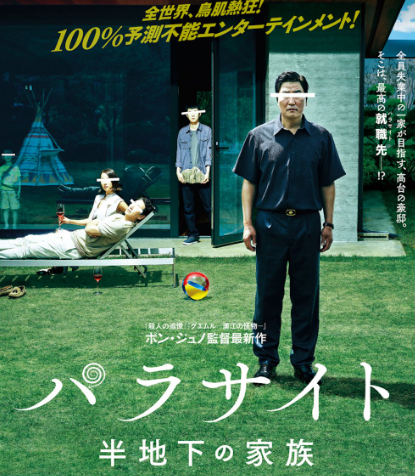 全世界、鳥肌熱狂!
100%予測不能エンターテインメント!
全員失業中の一家が目指す、高台の豪邸。
そこは、最高の就職先―!?
『殺人の追憶』『グエムル 漢江の怪物』
ポン・ジュノ監督最新作
パラサイト
半地下の家族